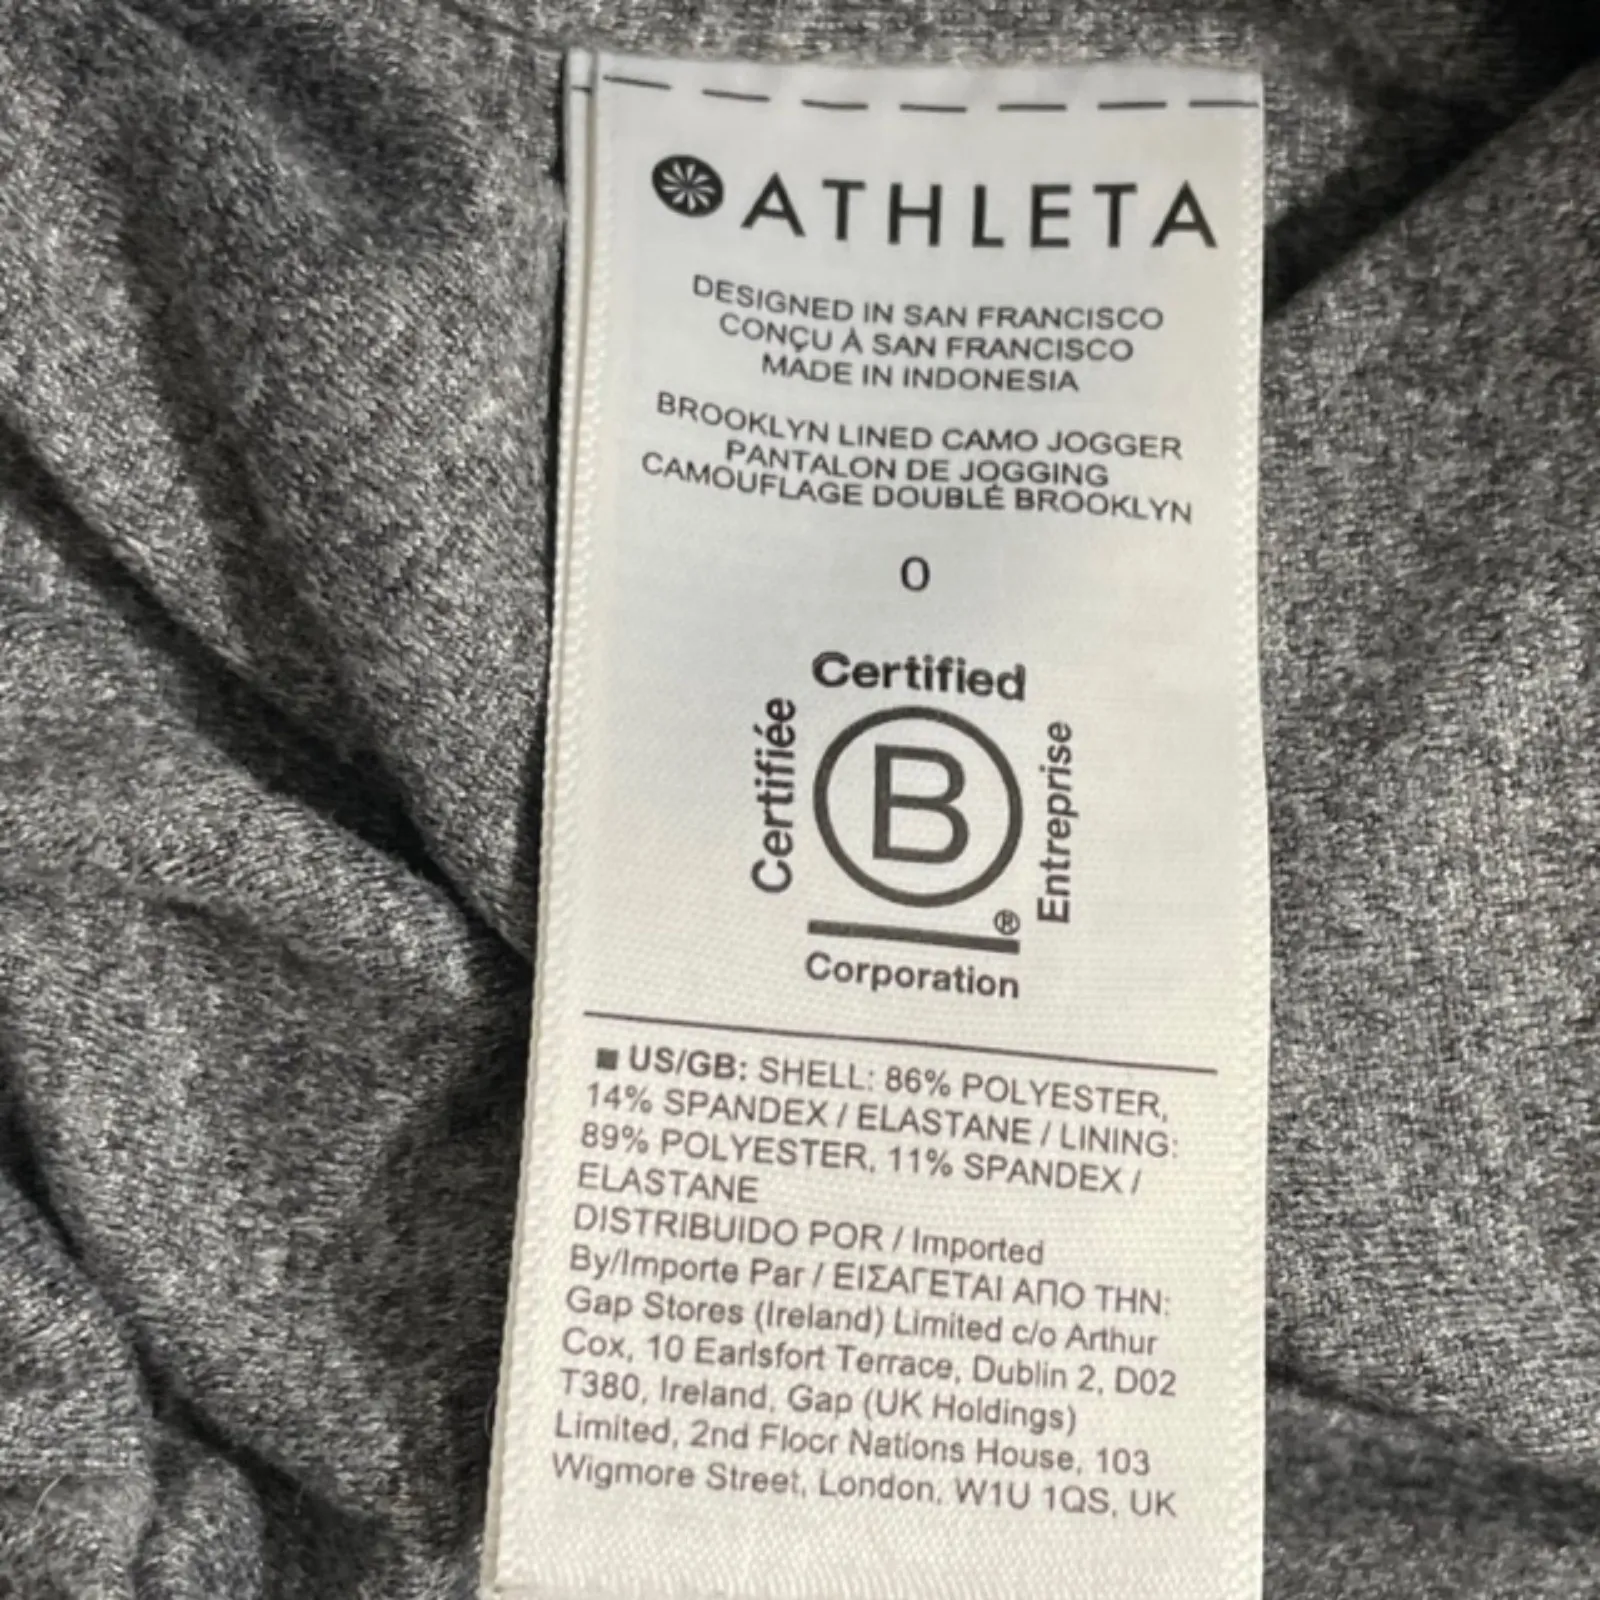 ATHLETA
DESIGNED IN SAN FRANCISCO
CONÇU À SAN FRANCISCO
MADE IN INDONESIA
BROOKLYN LINED CAMO JOGGER
PANTALON DE JOGGING
CAMOUFLAGE DOUBLÉ BROOKLYN
0
Certified
Certifiée
B
®
Entreprise
Corporation
US/GB: SHELL: 86% POLYESTER,
14% SPANDEX / ELASTANE / LINING:
89% POLYESTER, 11% SPANDEX /
ELASTANE
DISTRIBUIDO POR / Imported
By/Importe Par / ΕΙΣΑΓΕΤΑΙ ΑΠΟ ΤΗΝ:
Gap Stores (Ireland) Limited c/o Arthur
Cox, 10 Earlsfort Terrace, Dublin 2, D02
T380, Ireland, Gap (UK Holdings)
Limited, 2nd Floor Nations House, 103
Wigmore Street, London, W1U 1QS, UK